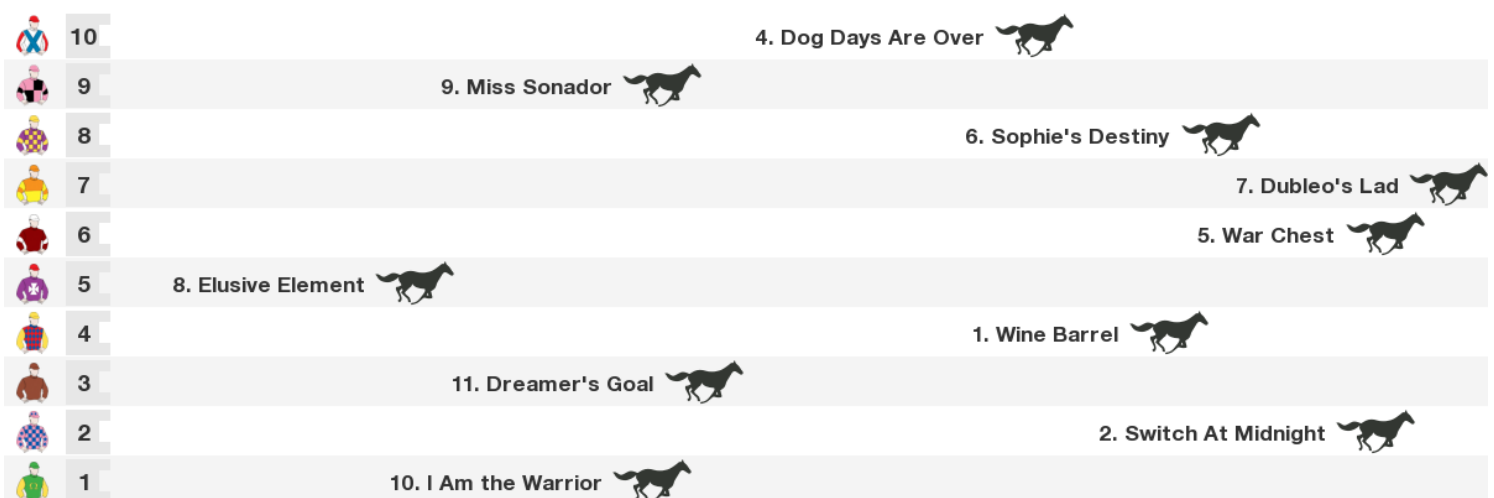 10 4. Dog Days Are Over
9 9. Miss Sonador
8 6. Sophie's Destiny
7 7. Dubleo's Lad
6 5. War Chest
5 8. Elusive Element
4 1. Wine Barrel
3 11. Dreamer's Goal
2 2. Switch At Midnight
1 10. I Am the Warrior